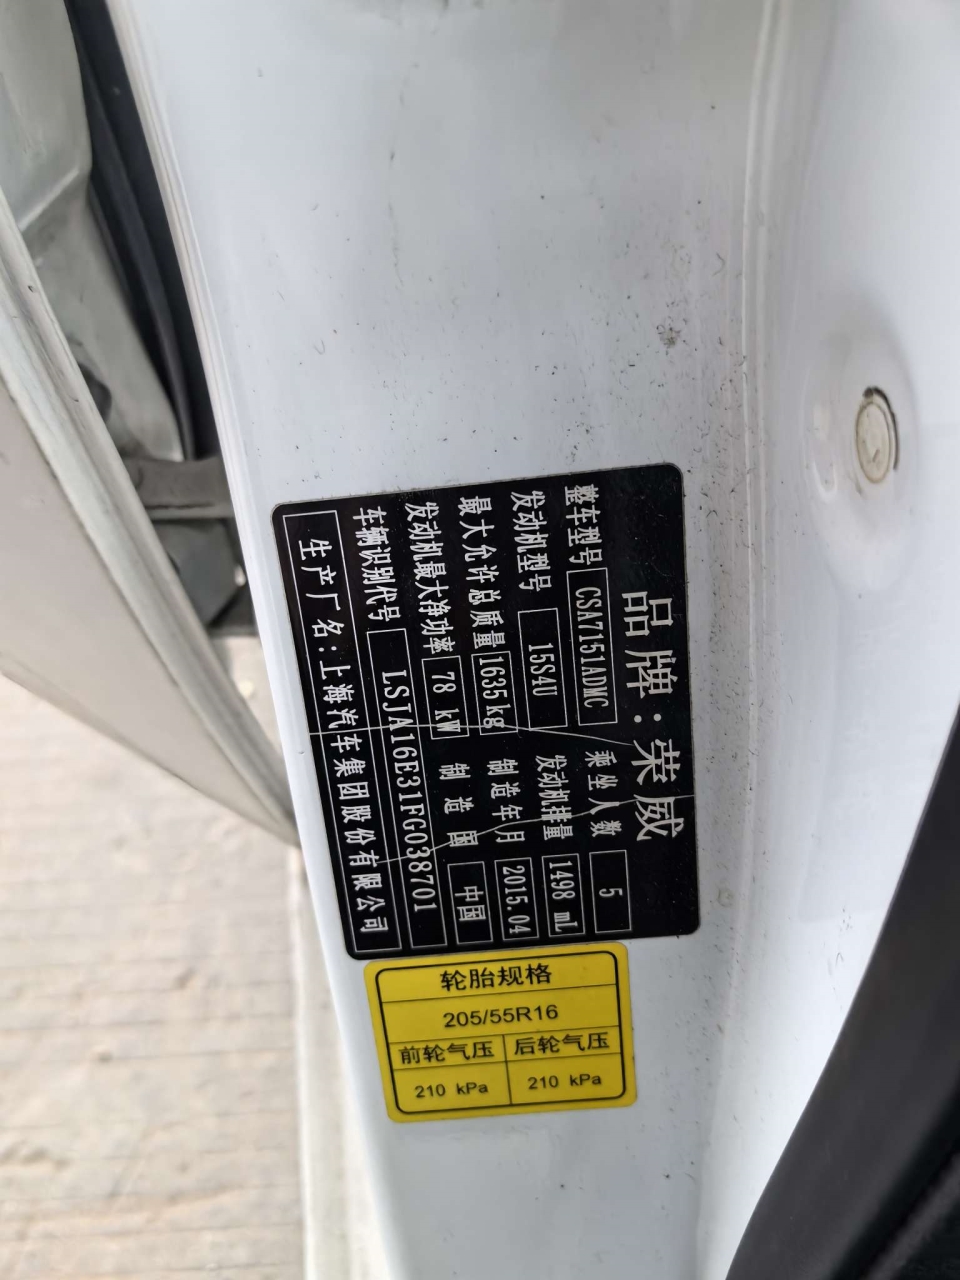 品牌:荣威
整车型号 CSA7151ADMC 乘坐人数 5
发动机型号 15S4U 发动机排量 1498 mL
最大允许总质量 1635kg 制造年月 2015.04
发动机最大净功率 78 kW 制造国 中国
车辆识别代号 LSJA16E31FG038701
生产厂名:上海汽车集团股份有限公司
轮胎规格
205/55R16
前轮气压 后轮气压
210 kPa 210 kPa